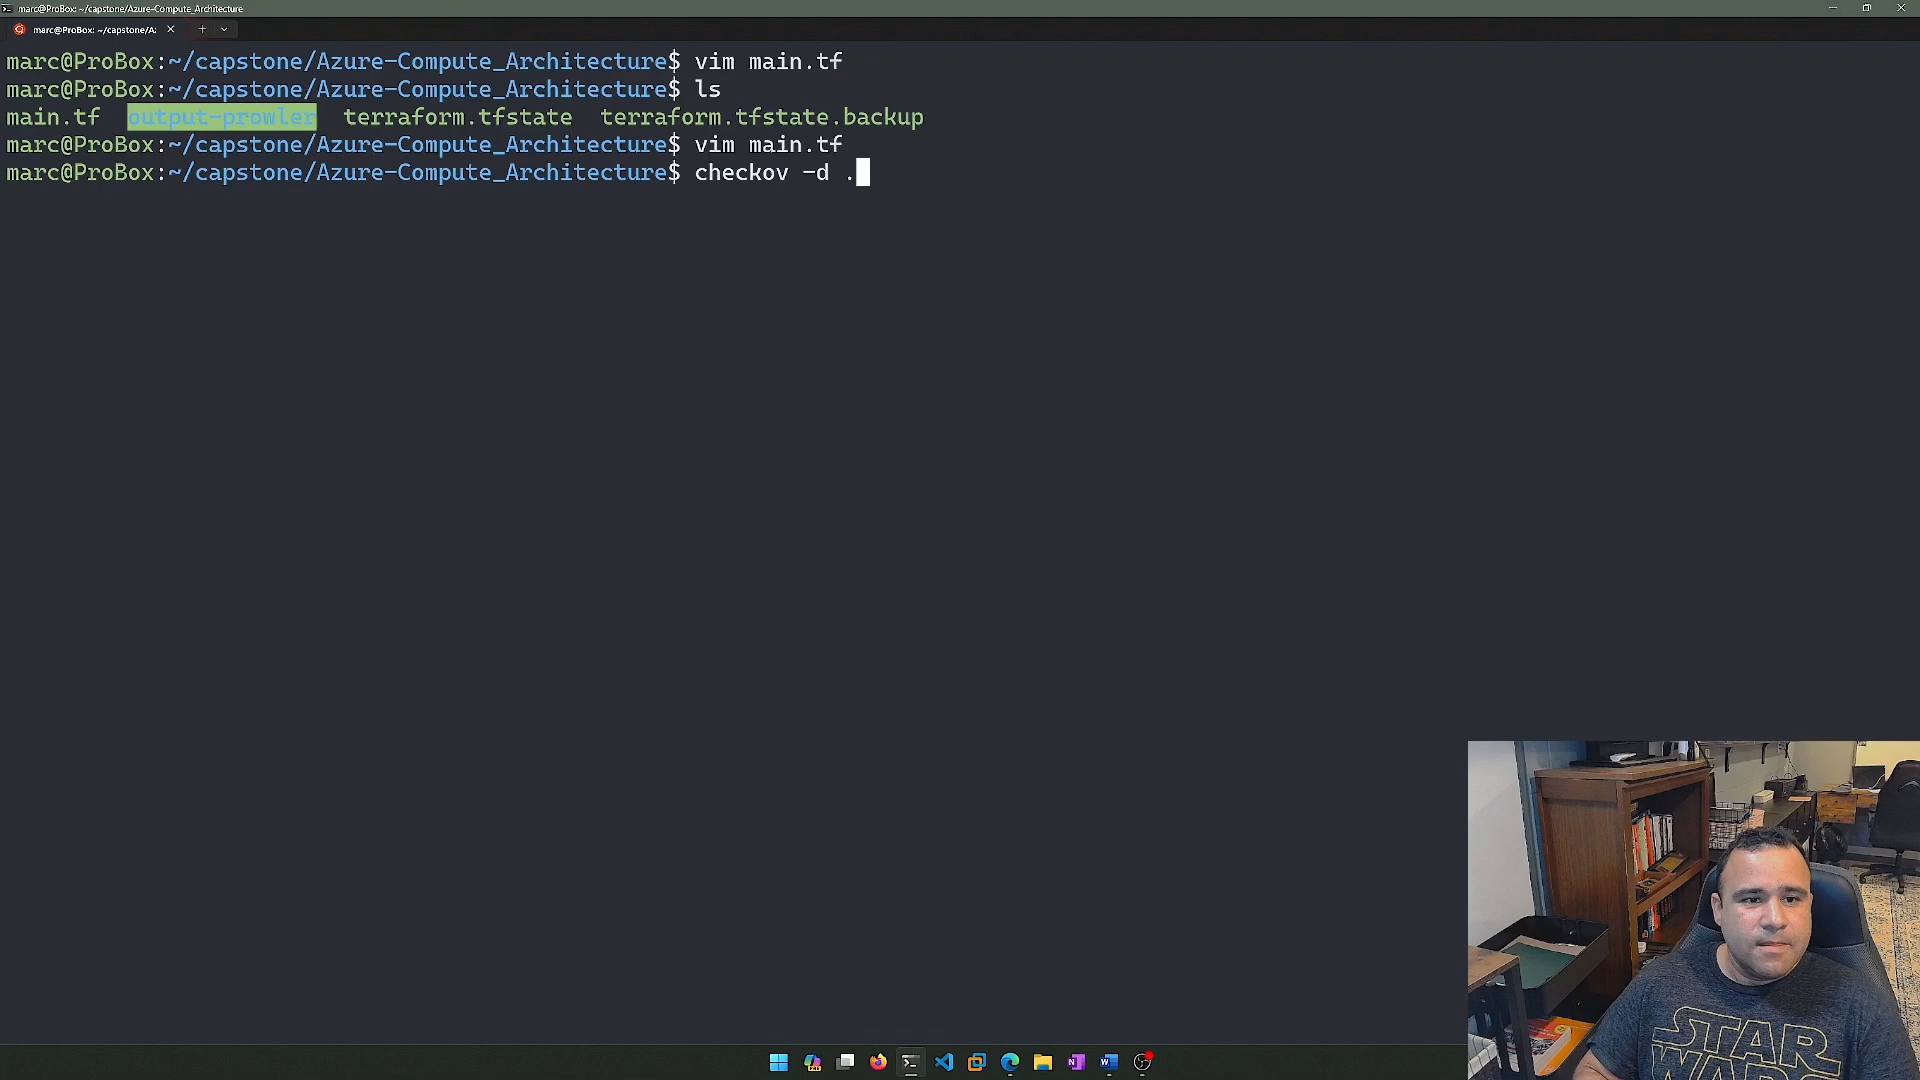 marc@ProBox: ~/capstone/Azure-Compute_Architecture
marc@ProBox: ~/capstone/Az
marc@ProBox:~/capstone/Azure-Compute_Architecture$ vim main.tf
marc@ProBox:~/capstone/Azure-Compute_Architecture$ ls
main.tf  output-prowler  terraform.tfstate  terraform.tfstate.backup
marc@ProBox:~/capstone/Azure-Compute_Architecture$ vim main.tf
marc@ProBox:~/capstone/Azure-Compute_Architecture$ checkov -d .
STAR
WARS